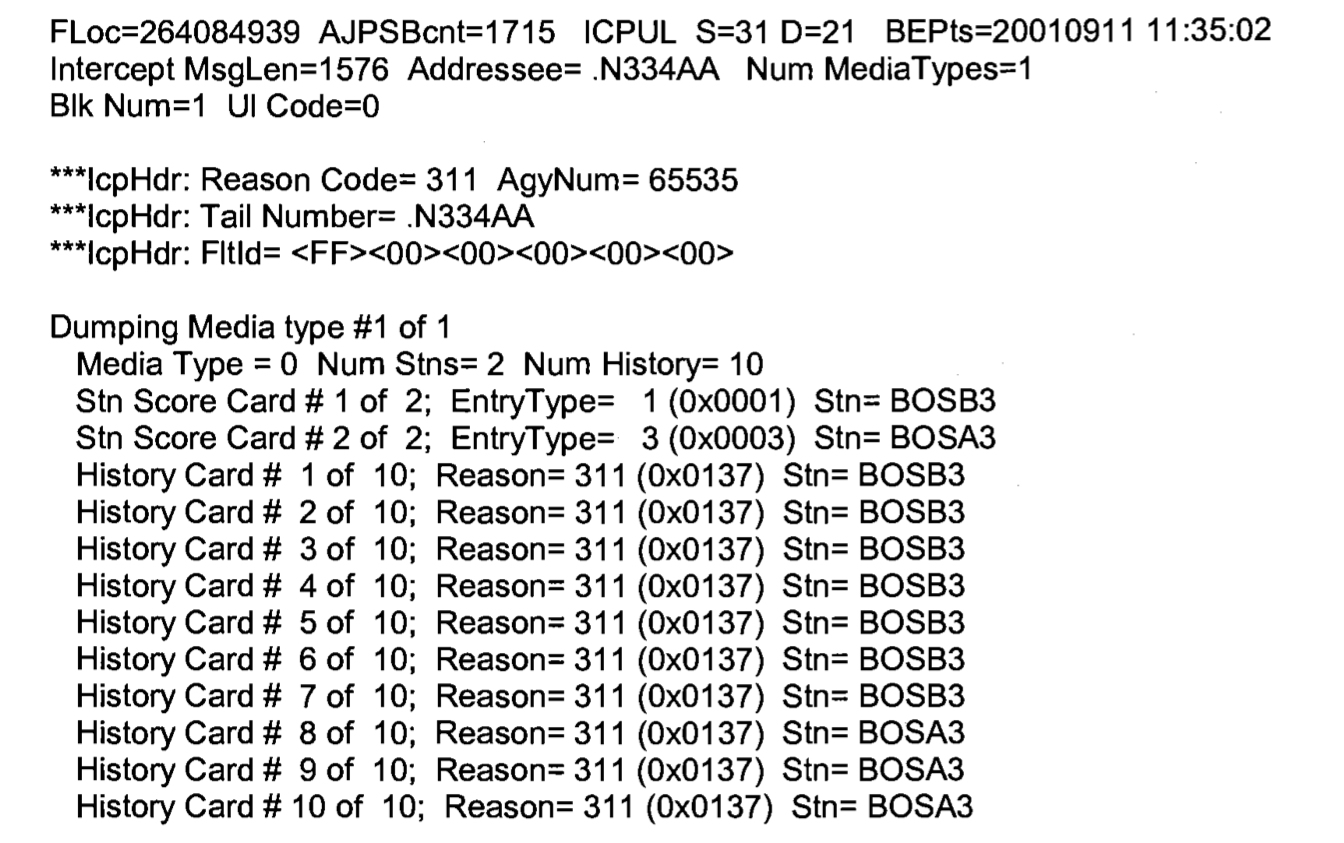 FLoc=264084939 AJPSBcnt=1715 ICPUL S=31 D=21 BEPts=20010911 11:35:02
Intercept MsgLen=1576 Addressee= .N334AA Num MediaTypes=1
Blk Num=1 UI Code=0
***IcpHdr: Reason Code= 311 AgyNum= 65535
***IcpHdr: Tail Number= .N334AA
***IcpHdr: FltId= <FF><00><00><00><00><00>
Dumping Media type #1 of 1
Media Type = 0 Num Stns= 2 Num History= 10
Stn Score Card # 1 of 2; EntryType= 1 (0x0001) Stn= BOSB3
Stn Score Card # 2 of 2; EntryType= 3 (0x0003) Stn= BOSA3
History Card # 1 of 10; Reason= 311 (0x0137) Stn= BOSB3
History Card # 2 of 10; Reason= 311 (0x0137) Stn= BOSB3
History Card # 3 of 10; Reason= 311 (0x0137) Stn= BOSB3
History Card # 4 of 10; Reason= 311 (0x0137) Stn= BOSB3
History Card # 5 of 10; Reason= 311 (0x0137) Stn= BOSB3
History Card # 6 of 10; Reason= 311 (0x0137) Stn= BOSB3
History Card # 7 of 10; Reason= 311 (0x0137) Stn= BOSB3
History Card # 8 of 10; Reason= 311 (0x0137) Stn= BOSA3
History Card # 9 of 10; Reason= 311 (0x0137) Stn= BOSA3
History Card # 10 of 10; Reason= 311 (0x0137) Stn= BOSA3